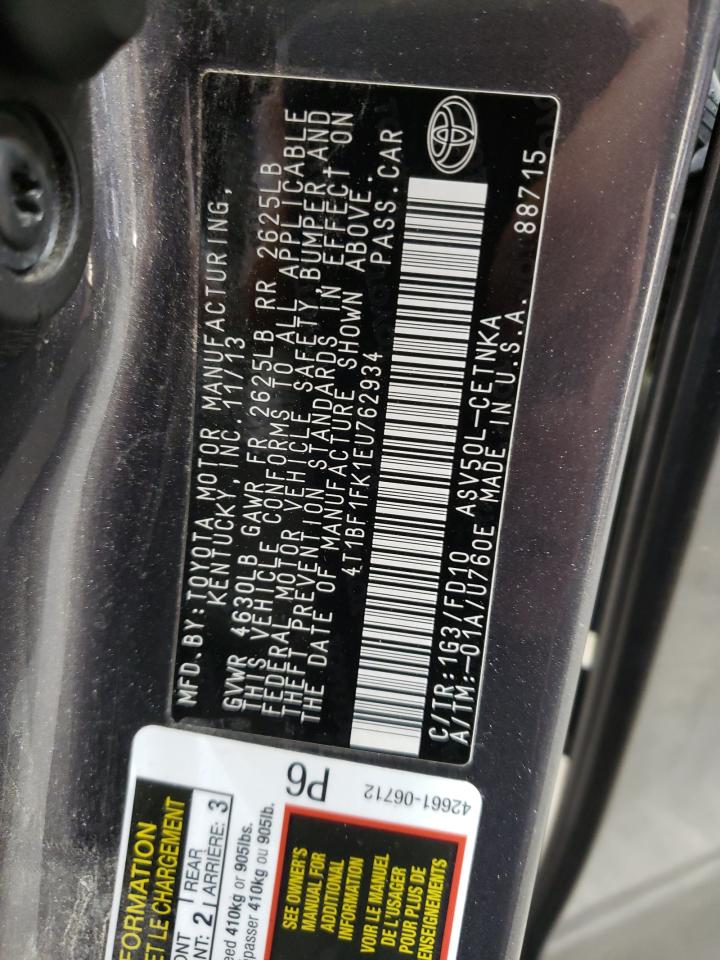 MFD. BY: TOYOTA MOTOR MANUFACTURING,
KENTUCKY, INC. 11/13
GVWR 4630LB GAWR FR 2625LB RR 2625LB
THIS VEHICLE CONFORMS TO ALL APPLICABLE
FEDERAL MOTOR VEHICLE SAFETY, BUMPER, AND
THEFT PREVENTION STANDARDS IN EFFECT ON
THE DATE OF MANUFACTURE SHOWN ABOVE.
4T1BF1FK1EU762934 PASS. CAR
C/TR: 1G3/FD10 ASV50L-CETNKA
A/TM:-01A/U760E MADE IN U.S.A. 88715
P6
42661-06712
FORMATION
ET LE CHARGEMENT
ONT
NT: 2
REAR
ARRIÈRE: 3
eed 410kg or 905lbs.
passer 410kg ou 905lb.
SEE OWNER'S
MANUAL FOR
ADDITIONAL
INFORMATION
VOIR LE MANUEL
DE L'USAGER
POUR PLUS DE
RENSEIGNEMENTS